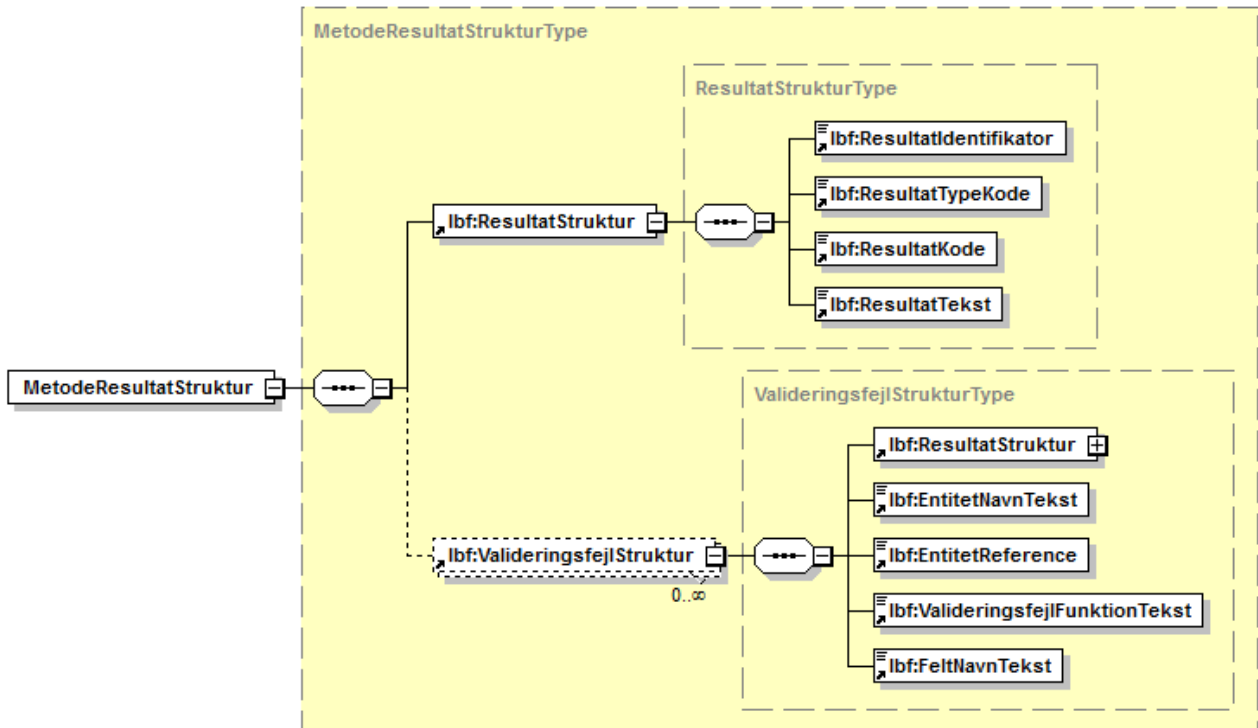 MetodeResultatStrukturType
ResultatStrukturType
lbf:ResultatIdentifikator
lbf:ResultatTypeKode
lbf:ResultatStruktur
lbf:ResultatKode
lbf:ResultatTekst
MetodeResultatStruktur
ValideringsfejlStrukturType
lbf:ResultatStruktur
lbf:EntitetNavnTekst
lbf:ValideringsfejlStruktur
0..∞
lbf:EntitetReference
lbf:ValideringsfejlFunktionTekst
lbf:FeltNavnTekst